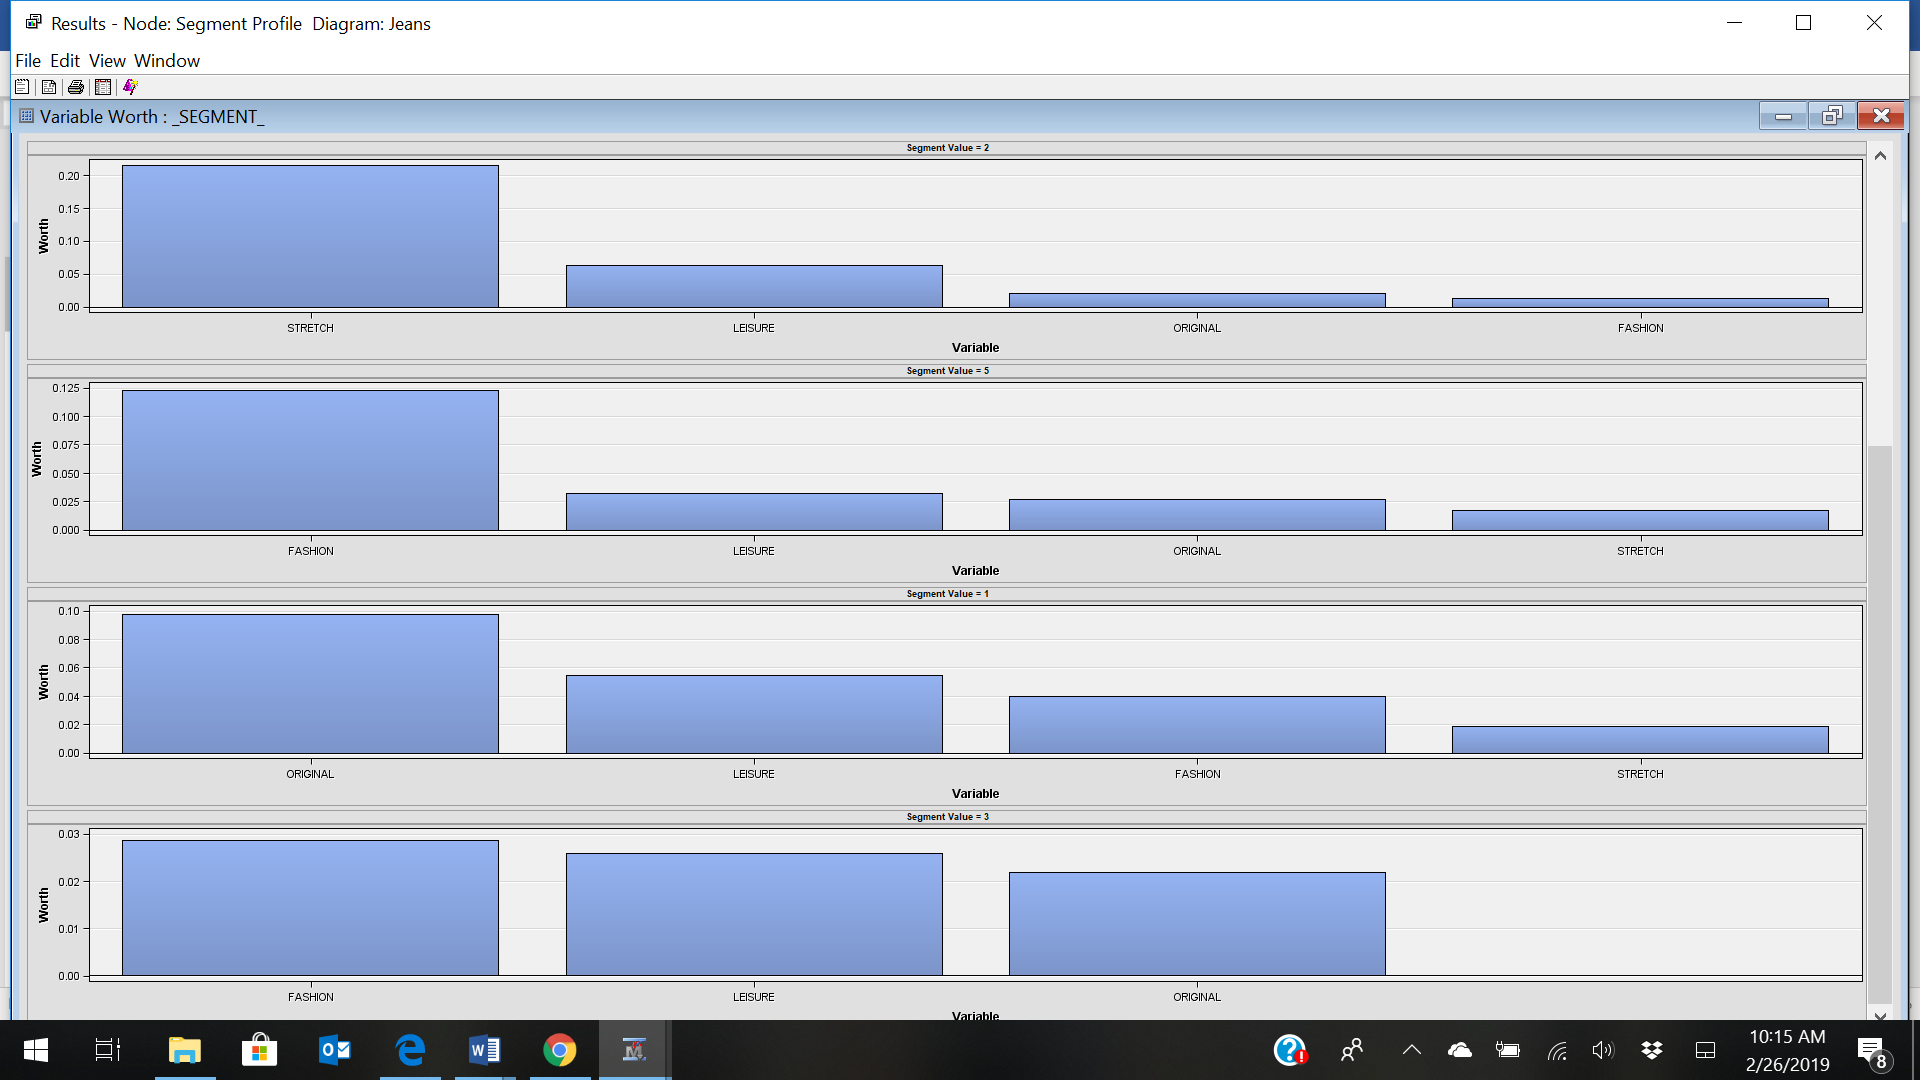 Results - Node: Segment Profile  Diagram: Jeans
File Edit View Window
Variable Worth : _SEGMENT_
Segment Value = 2
0.20
0.15
0.10
0.05
0.00
Worth
STRETCH LEISURE ORIGINAL FASHION
Variable
Segment Value = 5
0.125
0.100
0.075
0.050
0.025
0.000
Worth
FASHION LEISURE ORIGINAL STRETCH
Variable
Segment Value = 1
0.10
0.08
0.06
0.04
0.02
0.00
Worth
ORIGINAL LEISURE FASHION STRETCH
Variable
Segment Value = 3
0.03
0.02
0.01
0.00
Worth
FASHION LEISURE ORIGINAL
Variable
10:15 AM
2/26/2019
8